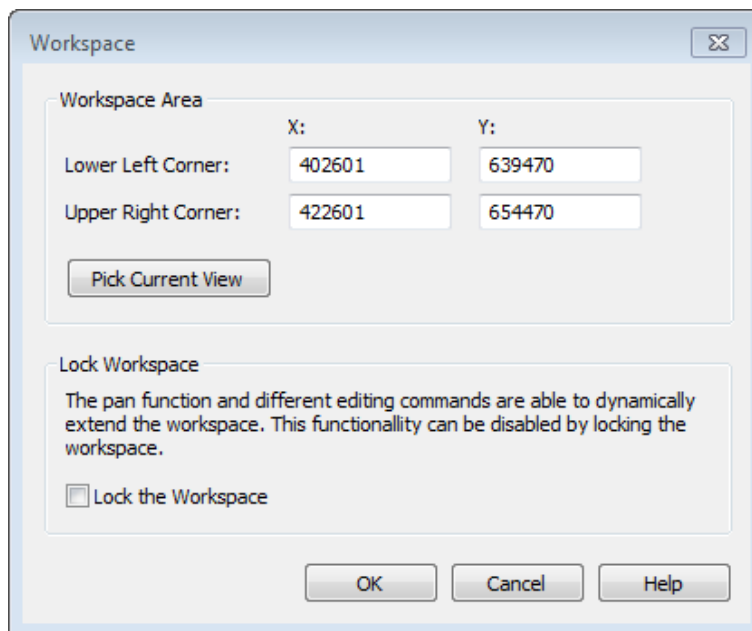 Workspace
Workspace Area
X: Y:
Lower Left Corner: 402601 639470
Upper Right Corner: 422601 654470
Pick Current View
Lock Workspace
The pan function and different editing commands are able to dynamically
extend the workspace. This functionallity can be disabled by locking the
workspace.
Lock the Workspace
OK Cancel Help